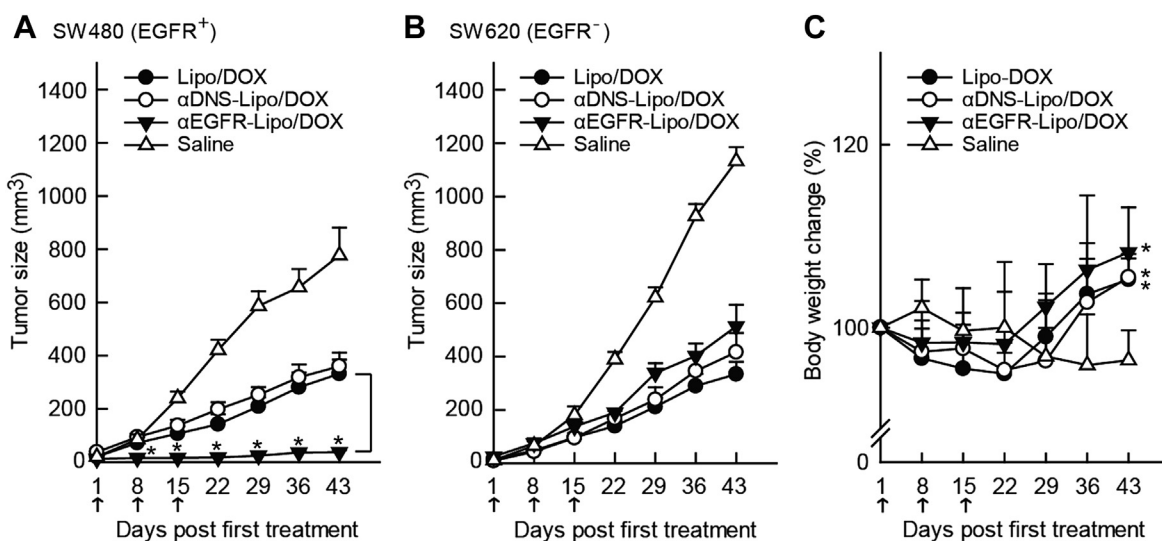 A SW480 (EGFR⁺)
Tumor size (mm³)
1400
1200
1000
800
600
400
200
0
Lipo/DOX
αDNS-Lipo/DOX
αEGFR-Lipo/DOX
Saline
* * * * * *
1 8 15 22 29 36 43
↑ ↑ ↑
Days post first treatment
B SW620 (EGFR⁻)
Tumor size (mm³)
1400
1200
1000
800
600
400
200
0
Lipo/DOX
αDNS-Lipo/DOX
αEGFR-Lipo/DOX
Saline
1 8 15 22 29 36 43
↑ ↑ ↑
Days post first treatment
C
Body weight change (%)
120
100
0
Lipo-DOX
αDNS-Lipo/DOX
αEGFR-Lipo/DOX
Saline
*
*
*
1 8 15 22 29 36 43
↑ ↑ ↑
Days post first treatment